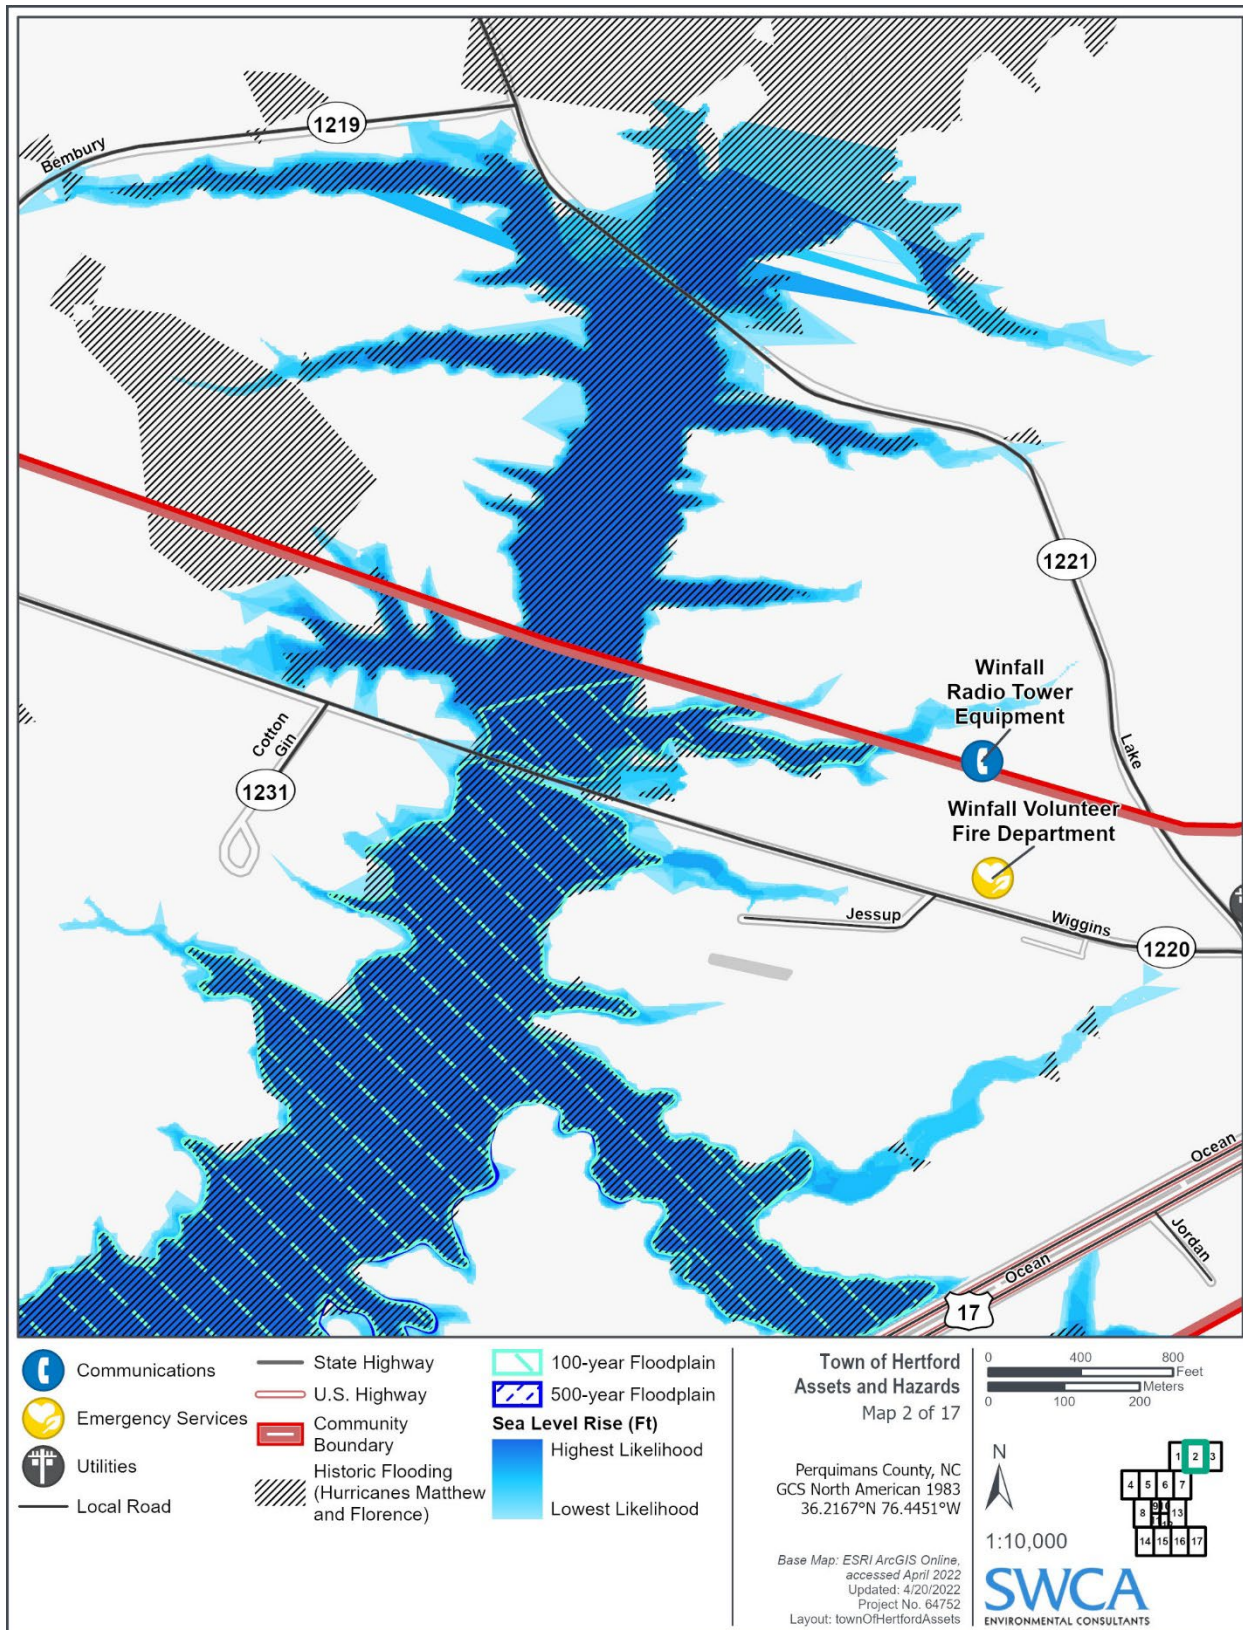 1219
Bembury
1221
Winfall
Radio Tower
Equipment
Cotton
Gin
Lake
1231
Winfall Volunteer
Fire Department
Jessup
Wiggins
1220
Ocean
Jordan
Ocean
17
Communications
Emergency Services
Utilities
Local Road
State Highway
U.S. Highway
Community
Boundary
Historic Flooding
(Hurricanes Matthew
and Florence)
100-year Floodplain
500-year Floodplain
Sea Level Rise (Ft)
Highest Likelihood
Lowest Likelihood
Town of Hertford
Assets and Hazards
Map 2 of 17
Perquimans County, NC
GCS North American 1983
36.2167°N 76.4451°W
Base Map: ESRI ArcGIS Online,
accessed April 2022
Updated: 4/20/2022
Project No. 64752
Layout: townOfHertfordAssets
0 400 800
Feet
Meters
0 100 200
N
1:10,000
1 2 3
4 5 6 7
8 13
14 15 16 17
SWCA
ENVIRONMENTAL CONSULTANTS